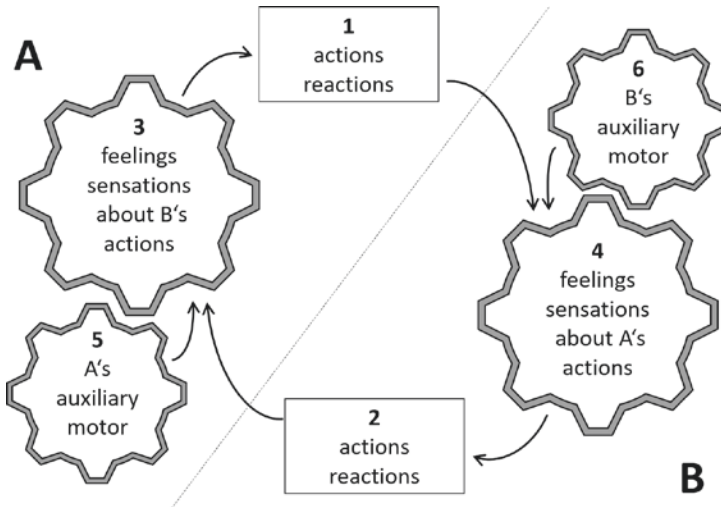 A
1
actions
reactions
6
B‘s
auxiliary
motor
3
feelings
sensations
about B‘s
actions
4
feelings
sensations
about A‘s
actions
5
A‘s
auxiliary
motor
2
actions
reactions
B